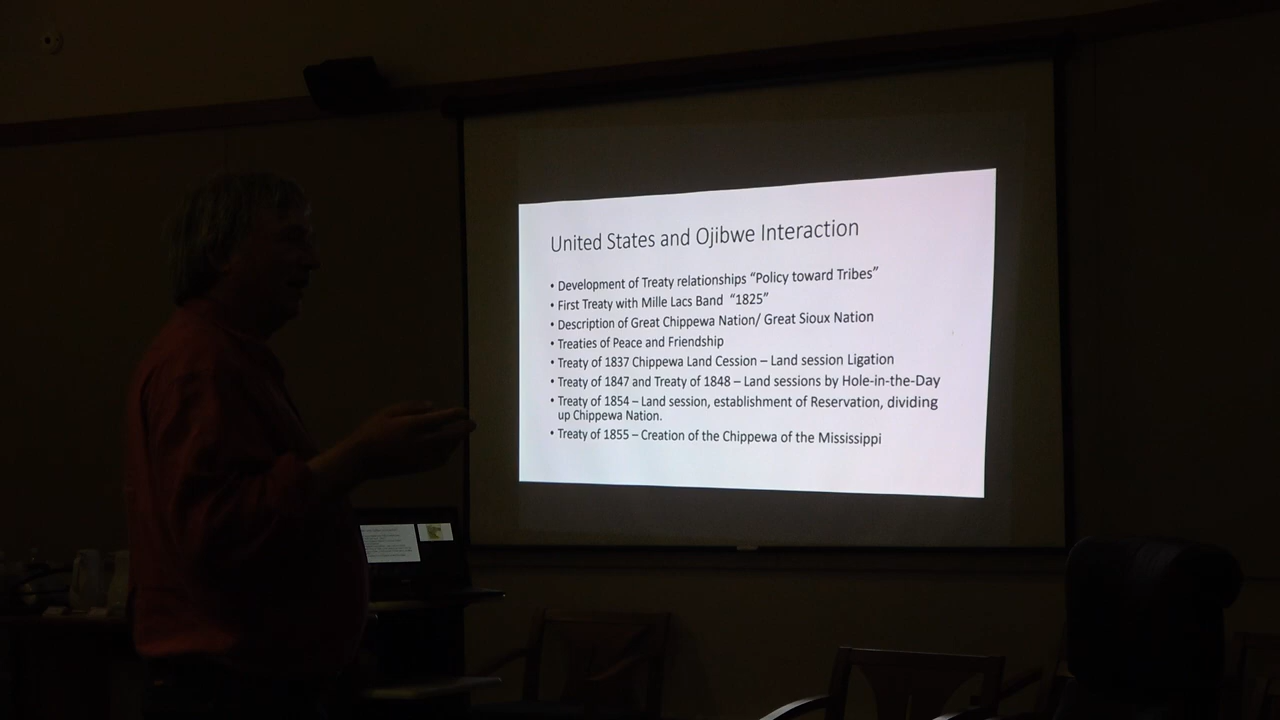 United States and Ojibwe Interaction
• Development of Treaty relationships “Policy toward Tribes”
• First Treaty with Mille Lacs Band “1825”
• Description of Great Chippewa Nation/ Great Sioux Nation
• Treaties of Peace and Friendship
• Treaty of 1837 Chippewa Land Cession – Land session Ligation
• Treaty of 1847 and Treaty of 1848 – Land sessions by Hole-in-the-Day
• Treaty of 1854 – Land session, establishment of Reservation, dividing
up Chippewa Nation.
• Treaty of 1855 – Creation of the Chippewa of the Mississippi